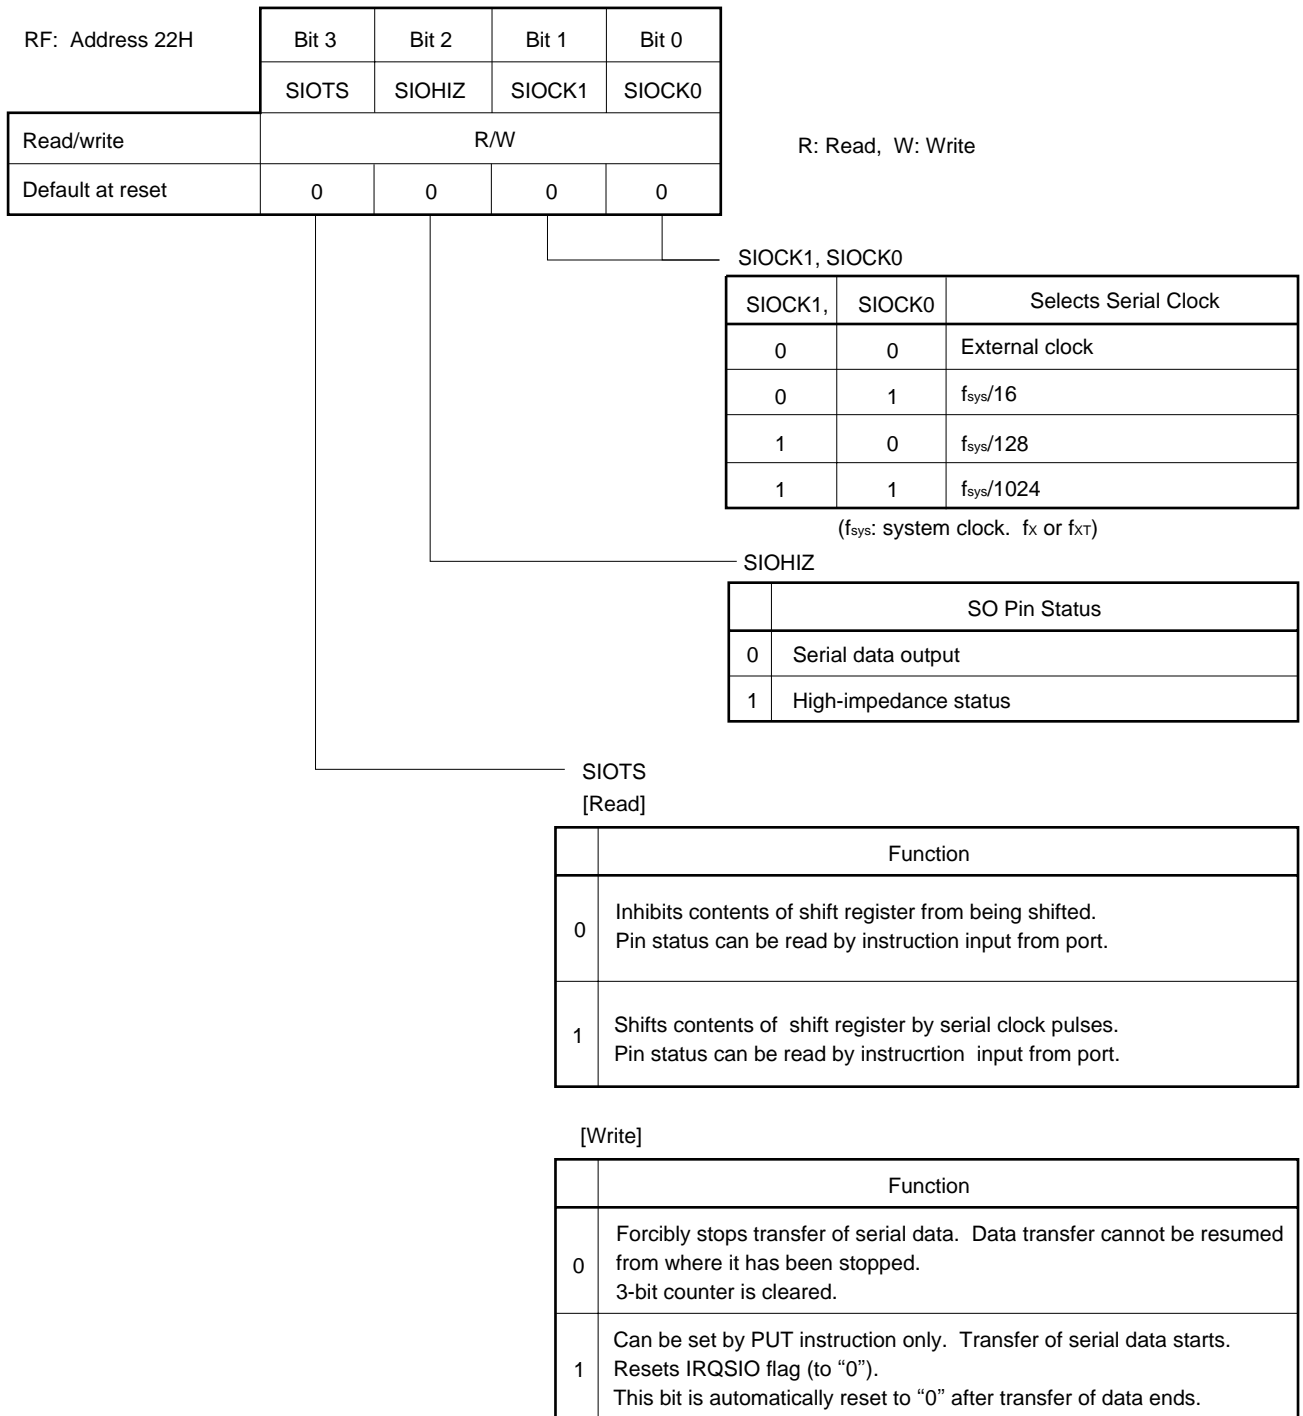 RF: Address 22H Bit 3 Bit 2 Bit 1 Bit 0
SIOTS SIOHIZ SIOCK1 SIOCK0
Read/write R/W
R: Read, W: Write
Default at reset 0 0 0 0
SIOCK1, SIOCK0
SIOCK1, SIOCK0 Selects Serial Clock
0 0 External clock
0 1 fsys/16
1 0 fsys/128
1 1 fsys/1024
(fsys: system clock. fX or fXT)
SIOHIZ
SO Pin Status
0 Serial data output
1 High-impedance status
SIOTS
[Read]
Function
0
Inhibits contents of shift register from being shifted.
Pin status can be read by instruction input from port.
1
Shifts contents of shift register by serial clock pulses.
Pin status can be read by instrucrtion input from port.
[Write]
Function
0
Forcibly stops transfer of serial data. Data transfer cannot be resumed
from where it has been stopped.
3-bit counter is cleared.
1
Can be set by PUT instruction only. Transfer of serial data starts.
Resets IRQSIO flag (to “0”).
This bit is automatically reset to “0” after transfer of data ends.